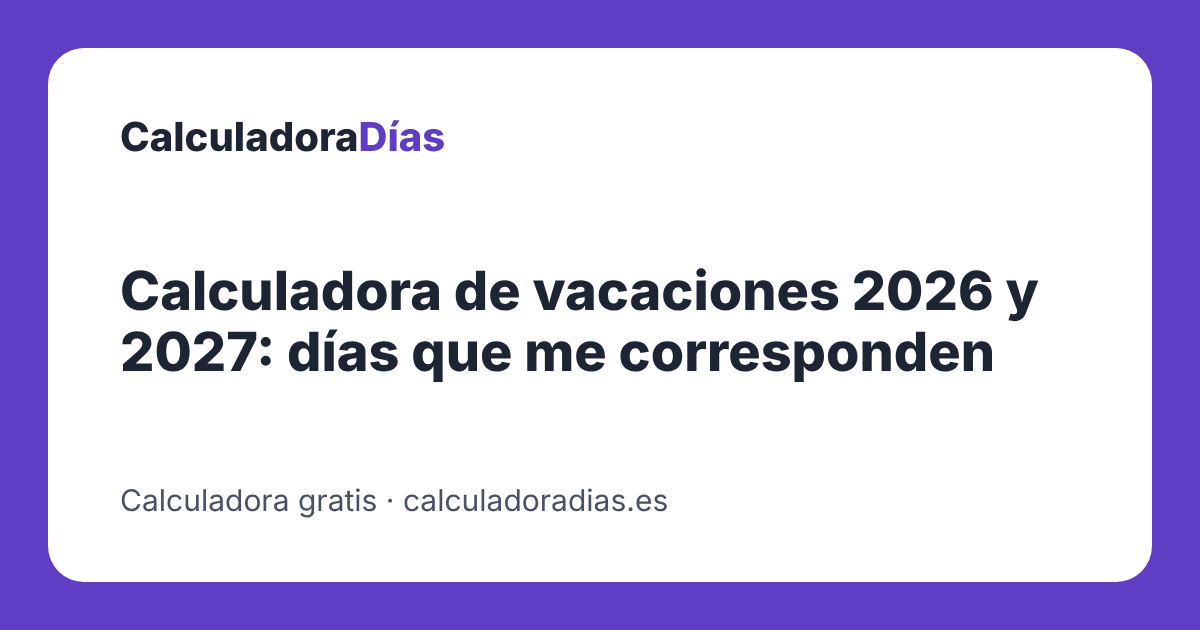 CalculadoraDías
Calculadora de vacaciones 2026 y
2027: días que me corresponden
Calculadora gratis · calculadoradias.es